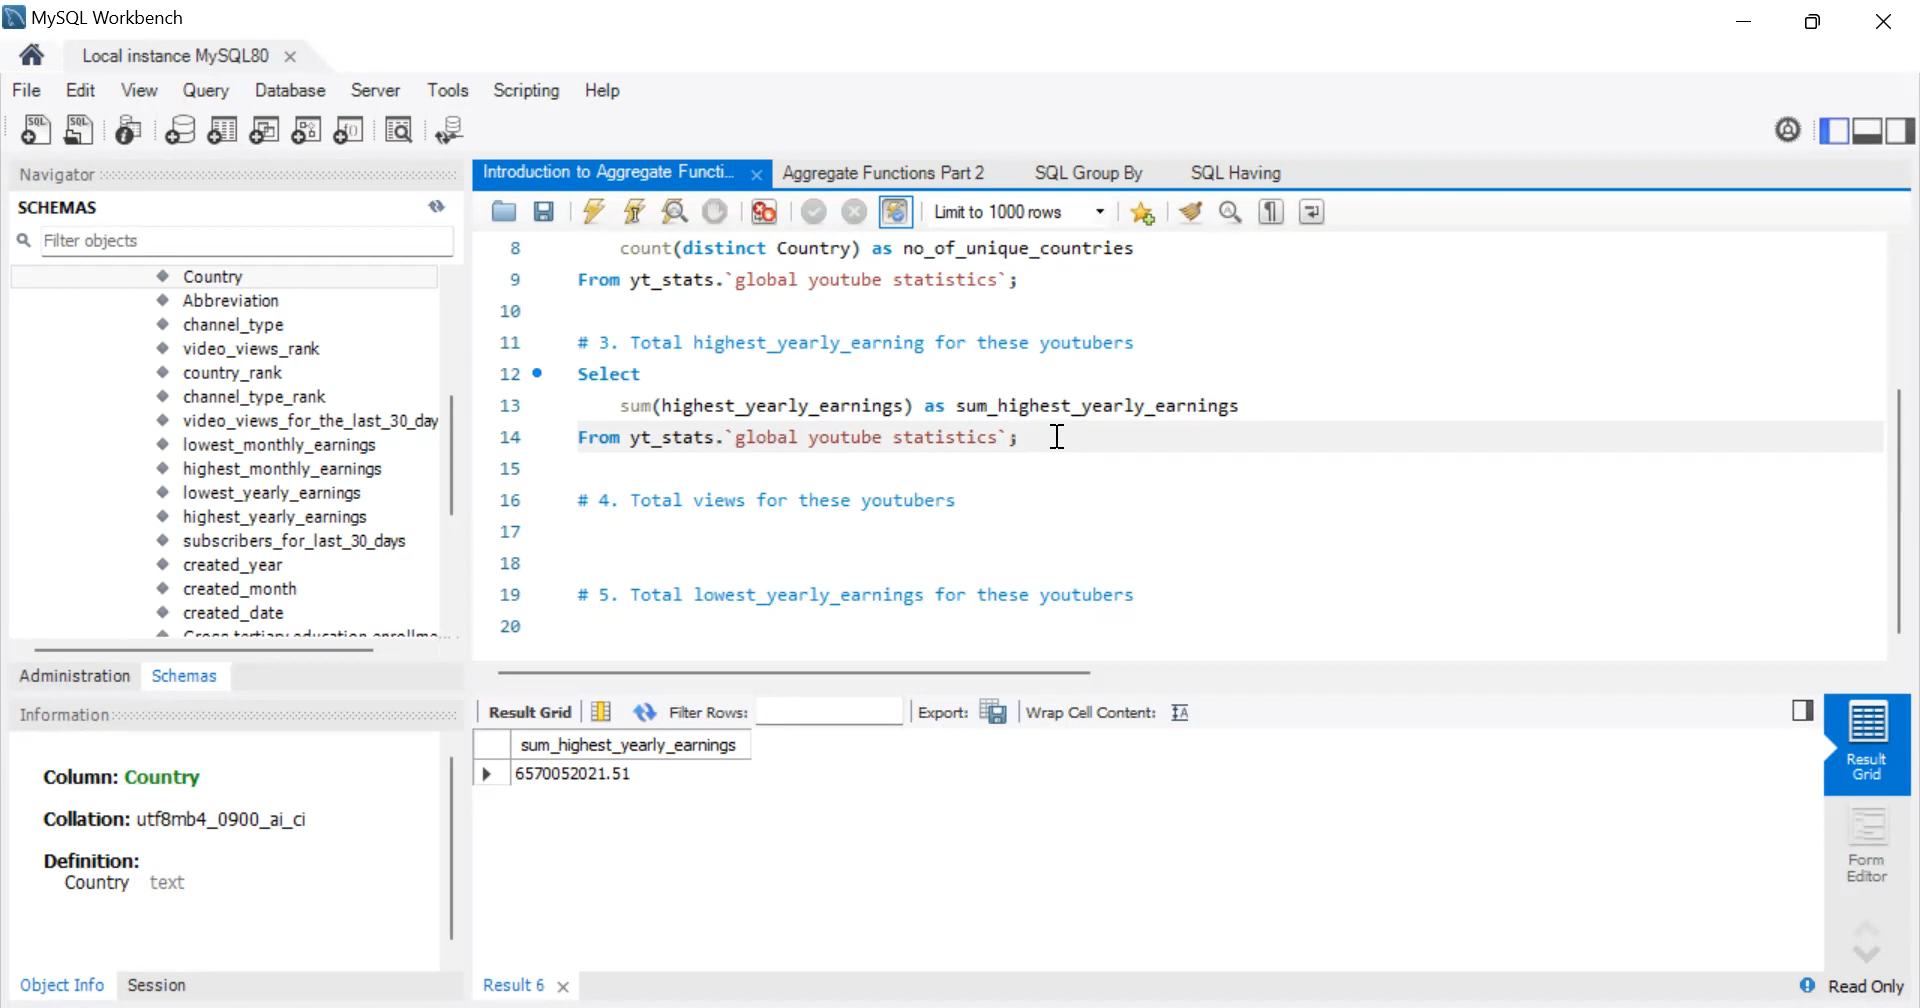 MySQL Workbench
Local instance MySQL80
File Edit View Query Database Server Tools Scripting Help
Navigator
SCHEMAS
Filter objects
Country
Abbreviation
channel_type
video_views_rank
country_rank
channel_type_rank
video_views_for_the_last_30_day
lowest_monthly_earnings
highest_monthly_earnings
lowest_yearly_earnings
highest_yearly_earnings
subscribers_for_last_30_days
created_year
created_month
created_date
Gross tertiary education enrollme...
Administration Schemas
Information
Column: Country
Collation: utf8mb4_0900_ai_ci
Definition:
Country text
Object Info Session
Introduction to Aggregate Functi... Aggregate Functions Part 2 SQL Group By SQL Having
Limit to 1000 rows
8 count(distinct Country) as no_of_unique_countries
9 From yt_stats.`global youtube statistics`;
10
11 # 3. Total highest_yearly_earning for these youtubers
12 Select
13 sum(highest_yearly_earnings) as sum_highest_yearly_earnings
14 From yt_stats.`global youtube statistics`;
15
16 # 4. Total views for these youtubers
17
18
19 # 5. Total lowest_yearly_earnings for these youtubers
20
Result Grid Filter Rows: Export: Wrap Cell Content:
sum_highest_yearly_earnings
6570052021.51
Result
Grid
Form
Editor
Result 6
Read Only